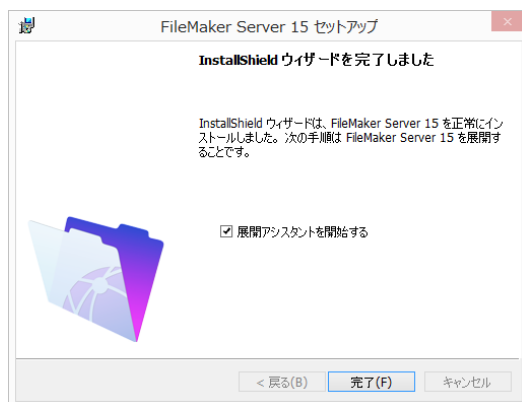 FileMaker Server 15 セットアップ
InstallShield ウィザードを完了しました
InstallShield ウィザードは、FileMaker Server 15 を正常にイン
ストールしました。次の手順は FileMaker Server 15 を展開す
ることです。
展開アシスタントを開始する
< 戻る(B) 完了(F) キャンセル